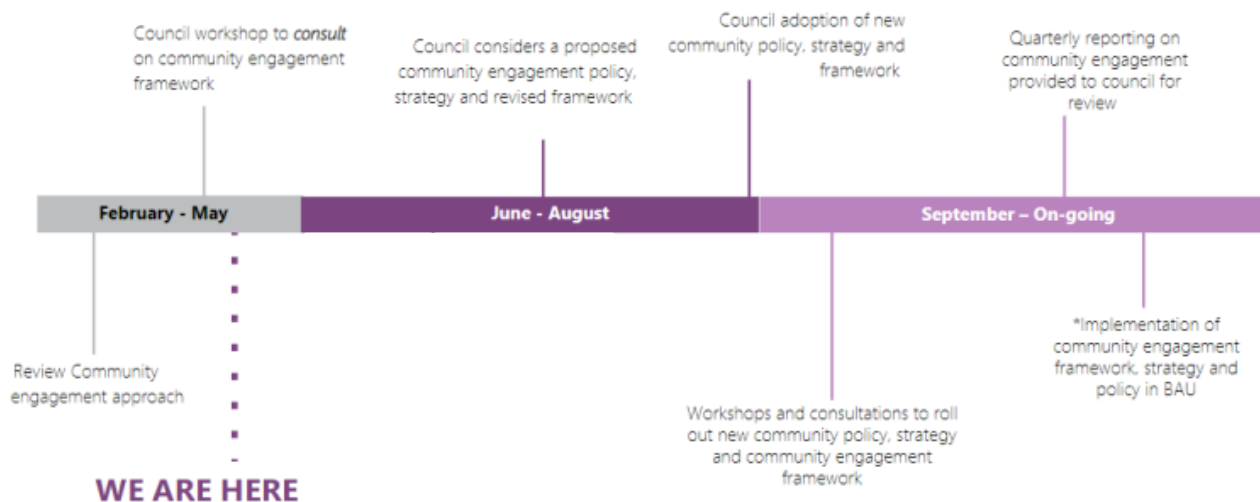 Council workshop to consult
on community engagement
framework
Council considers a proposed
community engagement policy,
strategy and revised framework
Council adoption of new
community policy, strategy and
framework
Quarterly reporting on
community engagement
provided to council for
review
February - May
June - August
September – On-going
Review Community
engagement approach
WE ARE HERE
Workshops and consultations to roll
out new community policy, strategy
and community engagement
framework
*Implementation of
community engagement
framework, strategy and
policy in BAU